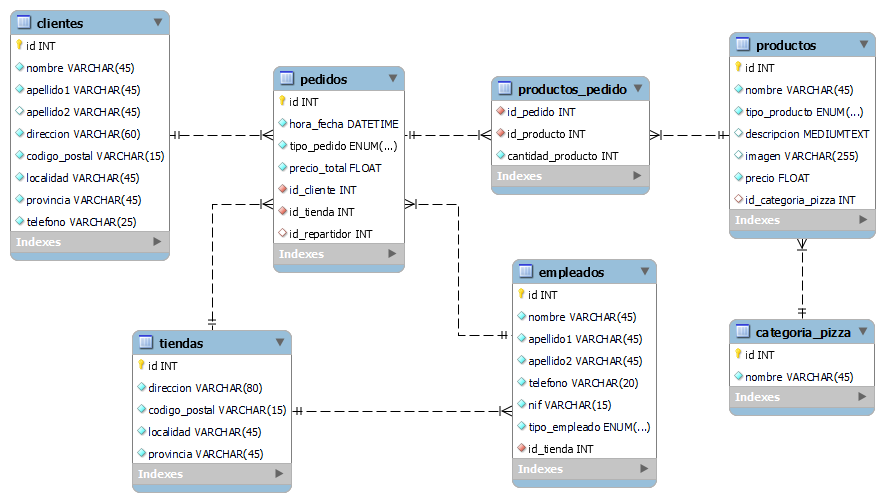 clientes
id INT
nombre VARCHAR(45)
apellido1 VARCHAR(45)
apellido2 VARCHAR(45)
direccion VARCHAR(60)
codigo_postal VARCHAR(15)
localidad VARCHAR(45)
provincia VARCHAR(45)
telefono VARCHAR(25)
Indexes
pedidos
id INT
hora_fecha DATETIME
tipo_pedido ENUM(...)
precio_total FLOAT
id_cliente INT
id_tienda INT
id_repartidor INT
Indexes
productos_pedido
id_pedido INT
id_producto INT
cantidad_producto INT
Indexes
productos
id INT
nombre VARCHAR(45)
tipo_producto ENUM(...)
descripcion MEDIUMTEXT
imagen VARCHAR(255)
precio FLOAT
id_categoria_pizza INT
Indexes
tiendas
id INT
direccion VARCHAR(80)
codigo_postal VARCHAR(15)
localidad VARCHAR(45)
provincia VARCHAR(45)
Indexes
empleados
id INT
nombre VARCHAR(45)
apellido1 VARCHAR(45)
apellido2 VARCHAR(45)
telefono VARCHAR(20)
nif VARCHAR(15)
tipo_empleado ENUM(...)
id_tienda INT
Indexes
categoria_pizza
id INT
nombre VARCHAR(45)
Indexes